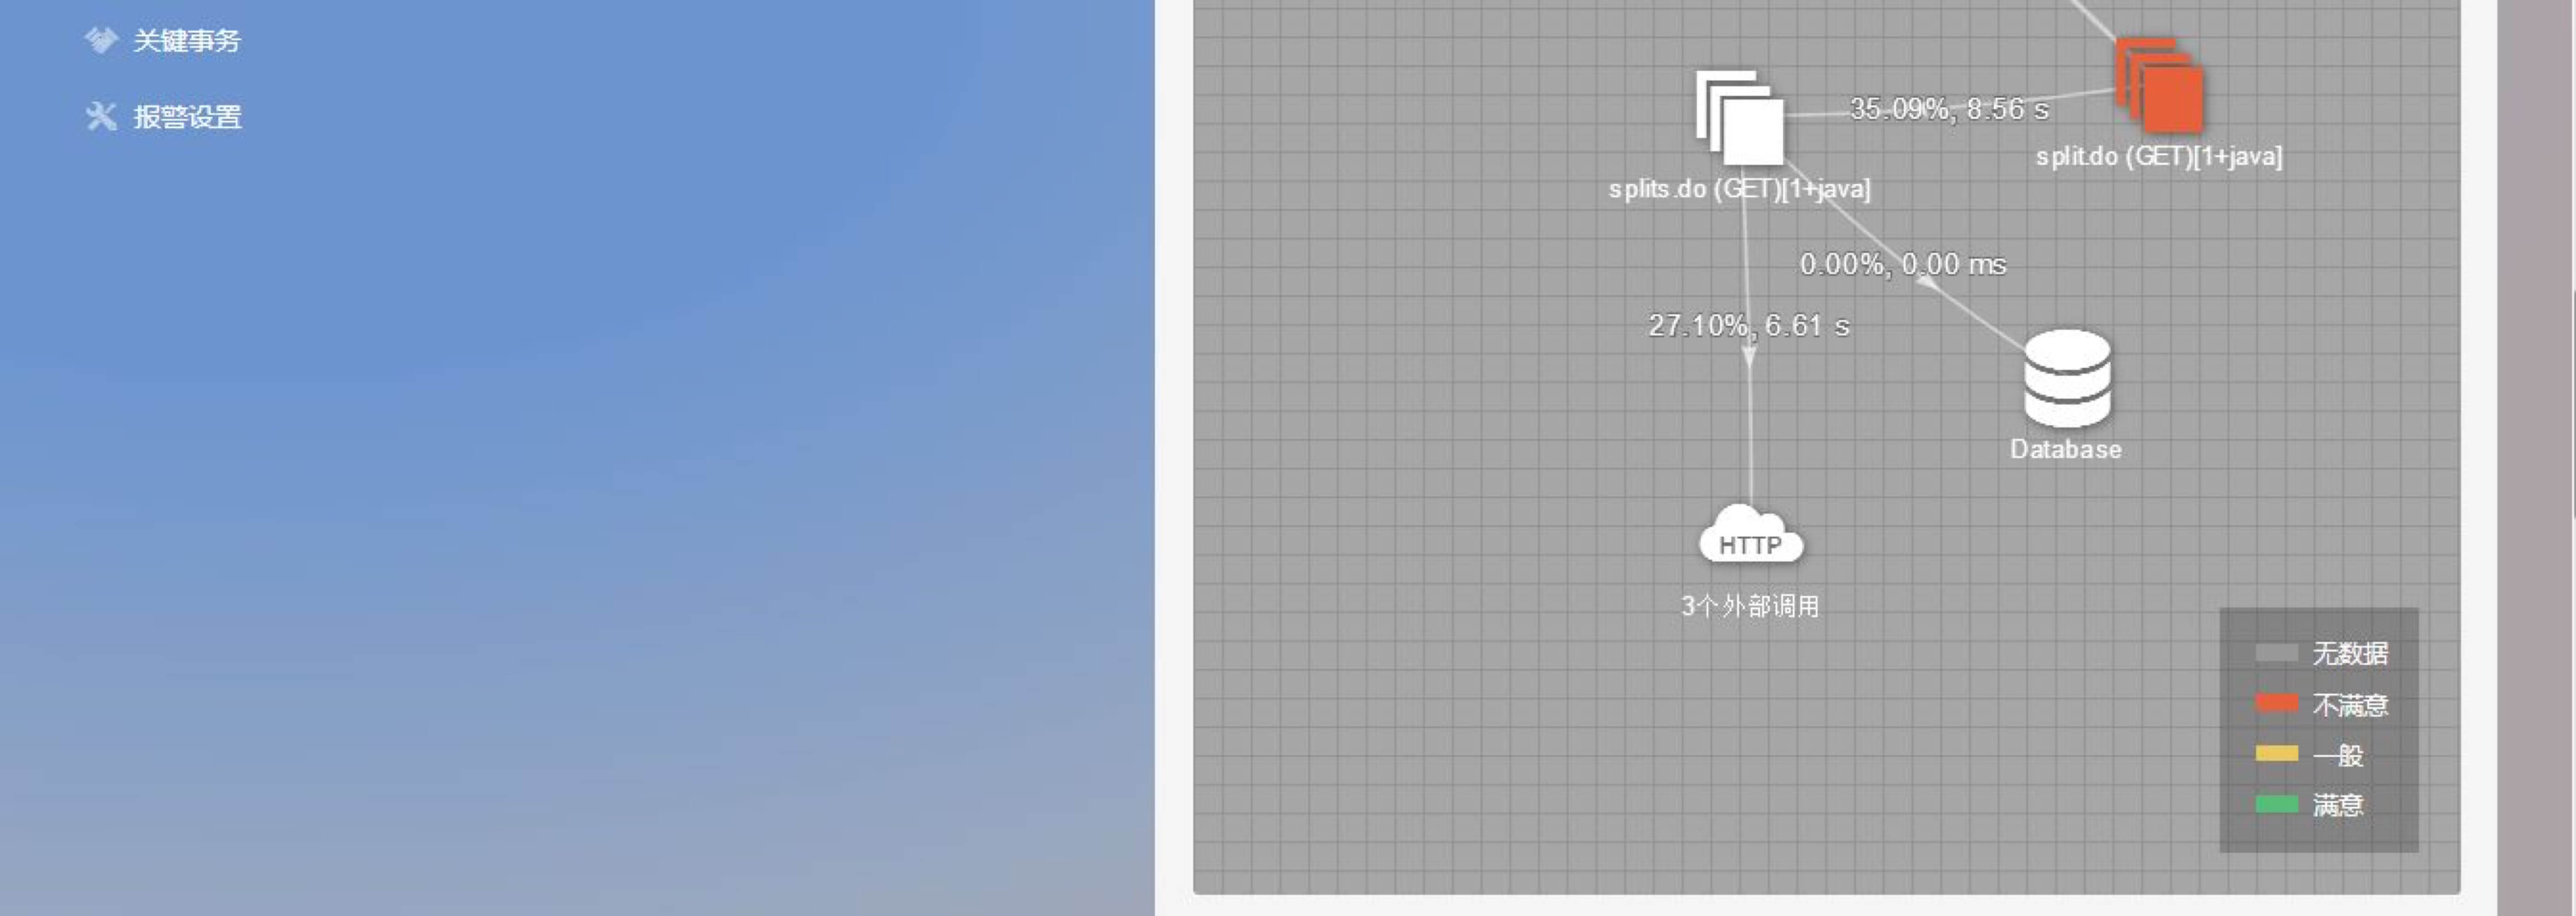 关键事务
报警设置
35.09%, 8.56 s
split.do (GET)[1+java]
splits.do (GET)[1+java]
0.00%, 0.00 ms
27.10%, 6.61 s
Database
HTTP
3个外部调用
无数据
不满意
一般
满意